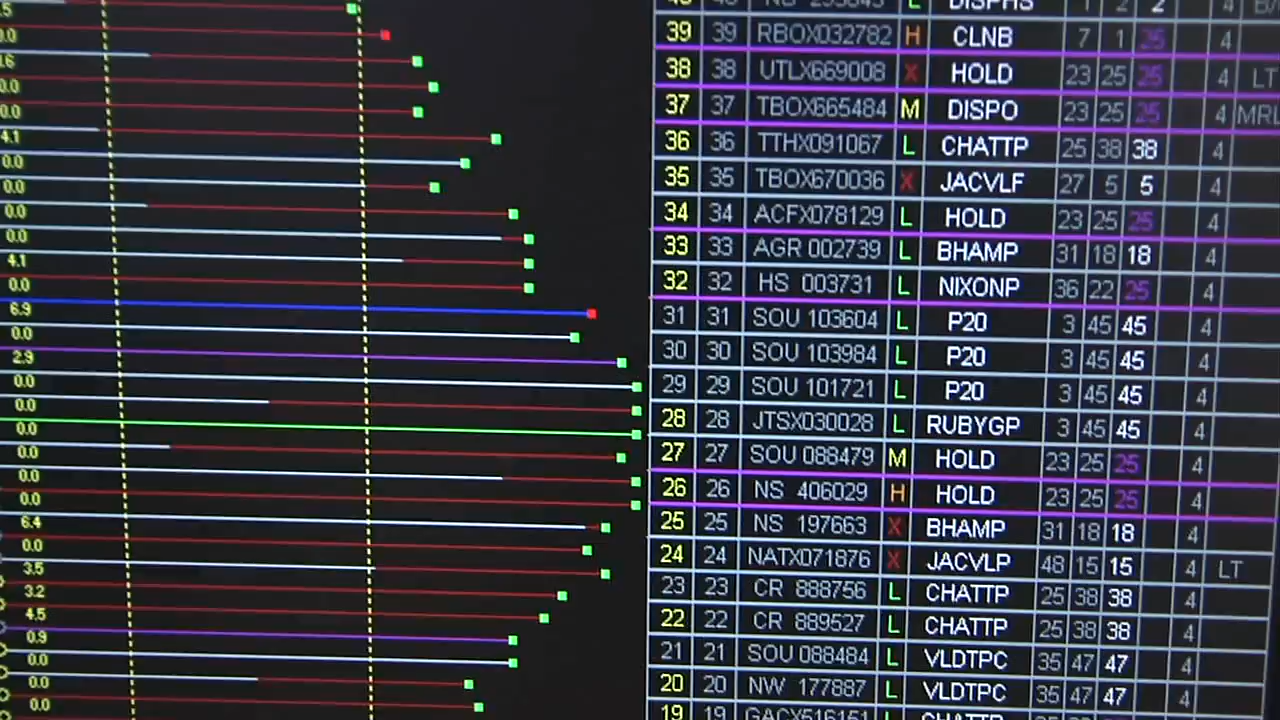 0.0
4.1
0.0
0.0
0.0
0.0
4.1
0.0
6.9
0.0
2.9
0.0
0.0
0.0
0.0
0.0
0.0
0.0
6.4
0.0
3.5
3.2
4.5
0.9
0.0
0.0
0.0
39 39 RBOX032782 H CLNB 7 1 25 4
38 38 UTLX669008 X HOLD 23 25 25 4 LT
37 37 TBOX665484 M DISPO 23 25 25 4 MRL
36 36 TTHX091067 L CHATTP 25 38 38 4
35 35 TBOX670036 X JACVLF 27 5 5 4
34 34 ACFX078129 L HOLD 23 25 25 4
33 33 AGR 002739 L BHAMP 31 18 18 4
32 32 HS 003731 L NIXONP 36 22 25 4
31 31 SOU 103604 L P20 3 45 45 4
30 30 SOU 103984 L P20 3 45 45 4
29 29 SOU 101721 L P20 3 45 45 4
28 28 JTSX030028 L RUBYGP 3 45 45 4
27 27 SOU 088479 M HOLD 23 25 25 4
26 26 NS 406029 H HOLD 23 25 25 4
25 25 NS 197663 X BHAMP 31 18 18 4
24 24 NATX071876 X JACVLP 48 15 15 4 LT
23 23 CR 888756 L CHATTP 25 38 38 4
22 22 CR 889527 L CHATTP 25 38 38 4
21 21 SOU 088484 L VLDTPC 35 47 47 4
20 20 NW 177887 L VLDTPC 35 47 47 4
19 19